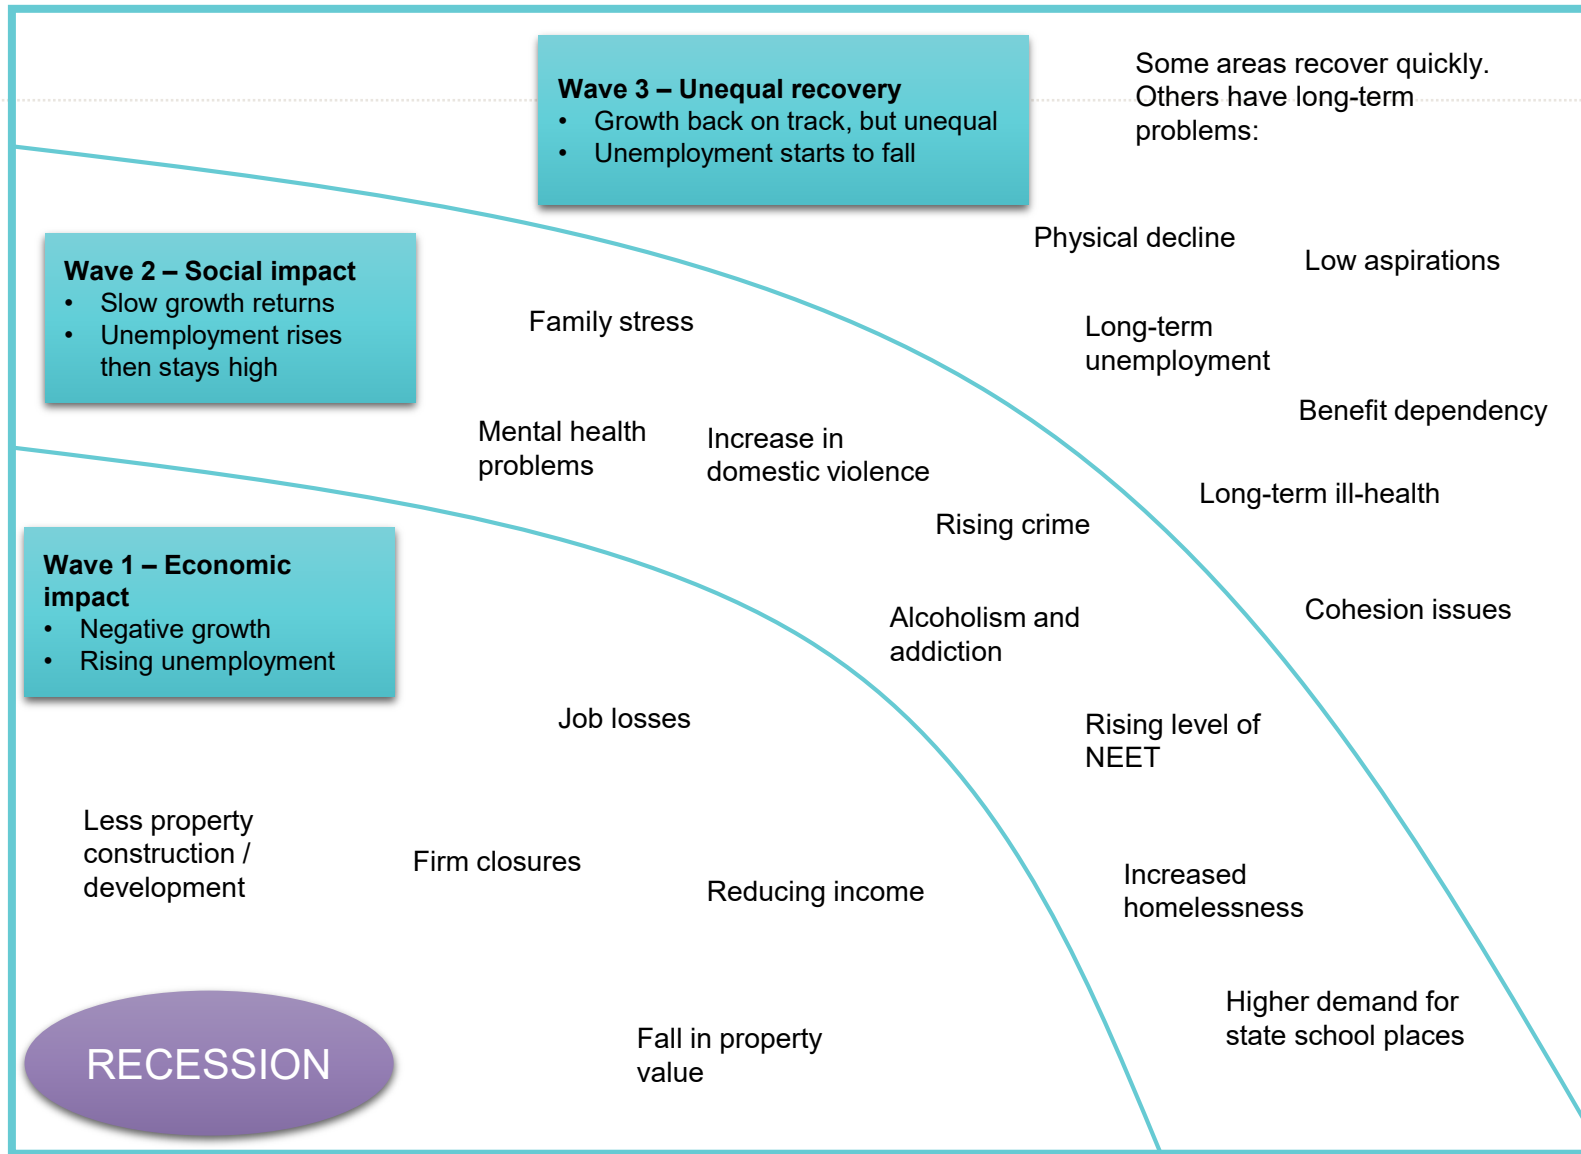 Wave 3 – Unequal recovery
• Growth back on track, but unequal
• Unemployment starts to fall
Some areas recover quickly.
Others have long-term
problems:
Physical decline
Low aspirations
Long-term
unemployment
Benefit dependency
Long-term ill-health
Cohesion issues
Wave 2 – Social impact
• Slow growth returns
• Unemployment rises
then stays high
Family stress
Mental health
problems
Increase in
domestic violence
Rising crime
Alcoholism and
addiction
Rising level of
NEET
Increased
homelessness
Higher demand for
state school places
Wave 1 – Economic
impact
• Negative growth
• Rising unemployment
Job losses
Less property
construction /
development
Firm closures
Reducing income
Fall in property
value
RECESSION